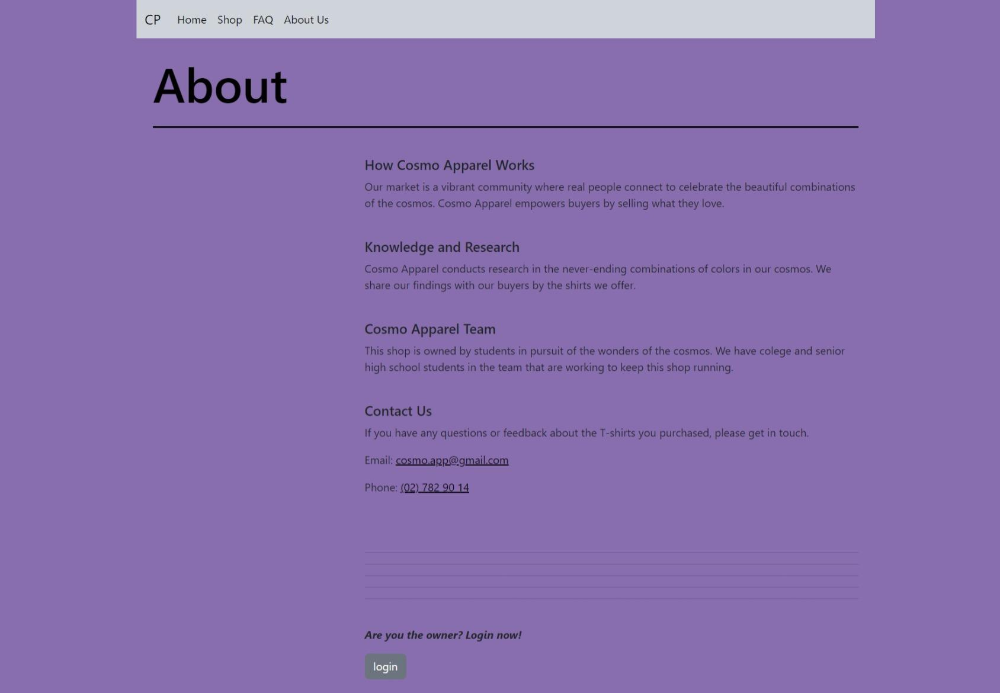 CP Home Shop FAQ About Us
About
How Cosmo Apparel Works
Our market is a vibrant community where real people connect to celebrate the beautiful combinations
of the cosmos. Cosmo Apparel empowers buyers by selling what they love.
Knowledge and Research
Cosmo Apparel conducts research in the never-ending combinations of colors in our cosmos. We
share our findings with our buyers by the shirts we offer.
Cosmo Apparel Team
This shop is owned by students in pursuit of the wonders of the cosmos. We have colege and senior
high school students in the team that are working to keep this shop running.
Contact Us
If you have any questions or feedback about the T-shirts you purchased, please get in touch.
Email: cosmo.app@gmail.com
Phone: (02) 782 90 14
Are you the owner? Login now!
login